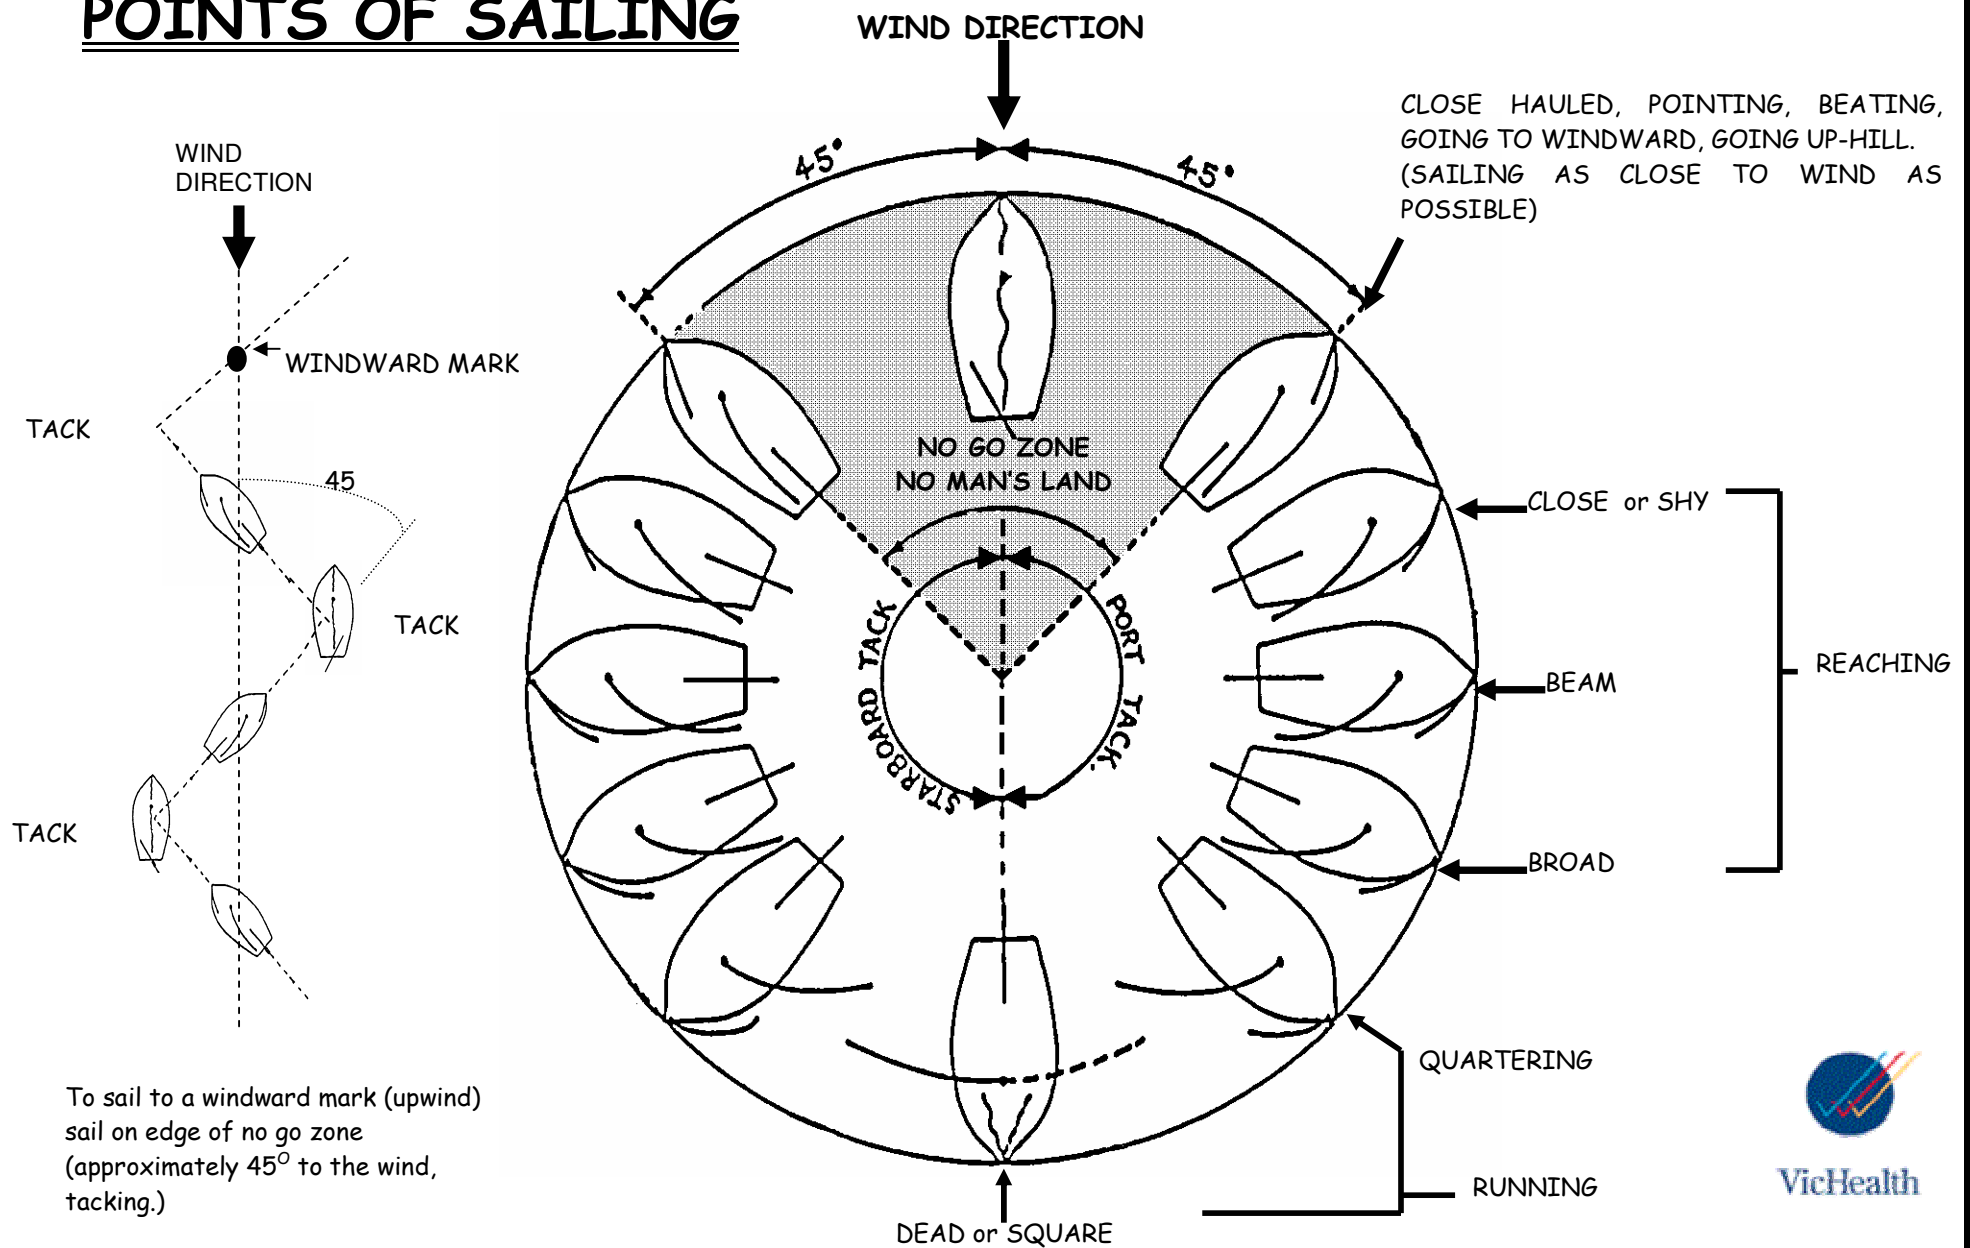 POINTS OF SAILING
WIND DIRECTION
CLOSE HAULED, POINTING, BEATING,
GOING TO WINDWARD, GOING UP-HILL.
(SAILING AS CLOSE TO WIND AS
POSSIBLE)
WIND
DIRECTION
45°
45°
WINDWARD MARK
TACK
45
TACK
TACK
NO GO ZONE
NO MAN'S LAND
STARBOARD TACK
PORT TACK.
CLOSE or SHY
REACHING
BEAM
BROAD
QUARTERING
RUNNING
DEAD or SQUARE
To sail to a windward mark (upwind)
sail on edge of no go zone
(approximately 45O to the wind,
tacking.)
VicHealth